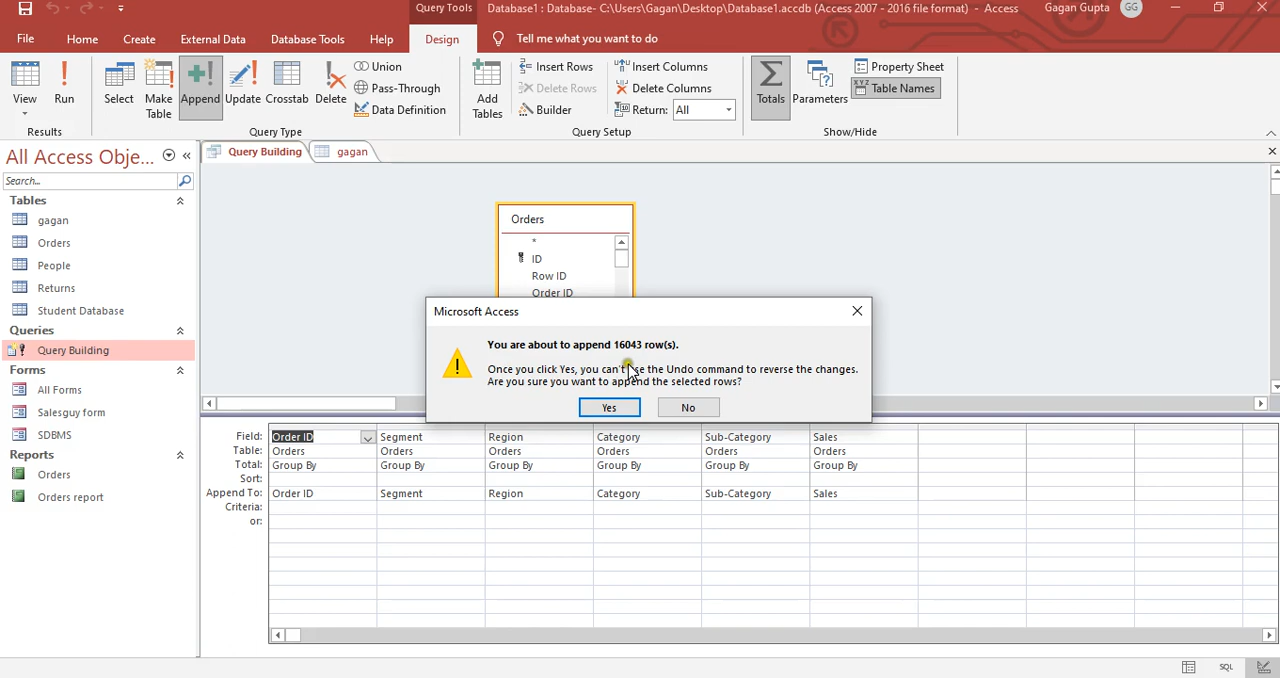 Query Tools Database1 : Database- C:\Users\Gagan\Desktop\Database1.accdb (Access 2007 - 2016 file format) - Access Gagan Gupta GG
File Home Create External Data Database Tools Help Design Tell me what you want to do
View Run Select Make Table Append Update Crosstab Delete
Union
Pass-Through
Data Definition
Add Tables
Insert Rows Insert Columns
Delete Rows Delete Columns
Builder Return: All
Totals Parameters
Property Sheet
XYZ Table Names
Results Query Type Query Setup Show/Hide
All Access Obje...
Search...
Query Building gagan
Tables
gagan
Orders
People
Returns
Student Database
Queries
Query Building
Forms
All Forms
Salesguy form
SDBMS
Reports
Orders
Orders report
Orders
*
ID
Row ID
Order ID
Microsoft Access
You are about to append 16043 row(s).
Once you click Yes, you can't use the Undo command to reverse the changes.
Are you sure you want to append the selected rows?
Yes No
Field: Order ID Segment Region Category Sub-Category Sales
Table: Orders Orders Orders Orders Orders Orders
Total: Group By Group By Group By Group By Group By Group By
Sort:
Append To: Order ID Segment Region Category Sub-Category Sales
Criteria:
or:
SQL